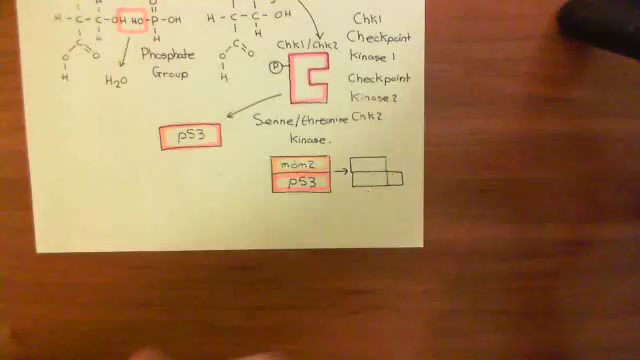 H - C - C - OH HO - P - OH
H
C
O
O
H
H2O
Phosphate
Group
- C - C - OH
H
C
O
O
H
Chk1/Chk2
P
Chk1
Checkpoint
Kinase 1
Checkpoint
Kinase 2
Chk2
Serine/threonine
Kinase.
p53
mdm2
p53